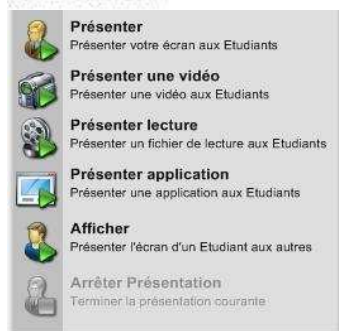 Présenter
Présenter votre écran aux Etudiants
Présenter une vidéo
Présenter une vidéo aux Etudiants
Présenter lecture
Présenter un fichier de lecture aux Etudiants
Présenter application
Présenter une application aux Etudiants
Afficher
Présenter l'écran d'un Etudiant aux autres
Arrêter Présentation
Terminer la présentation courante